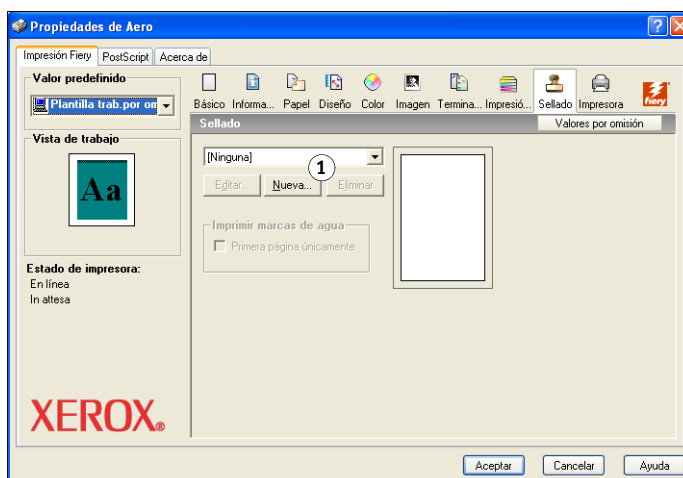 Propiedades de Aero
Impresión Fiery
PostScript
Acerca de
Valor predefinido
Plantilla trab.por om
Vista de trabajo
Aa
Estado de impresora:
En línea
In attesa
XEROX®
Básico
Informa...
Papel
Diseño
Color
Imagen
Termina...
Impresió...
Sellado
Impresora
fiery
Sellado
Valores por omisión
[Ninguna]
1
Editar...
Nueva...
Eliminar
Imprimir marcas de agua
Primera página únicamente
Aceptar
Cancelar
Ayuda